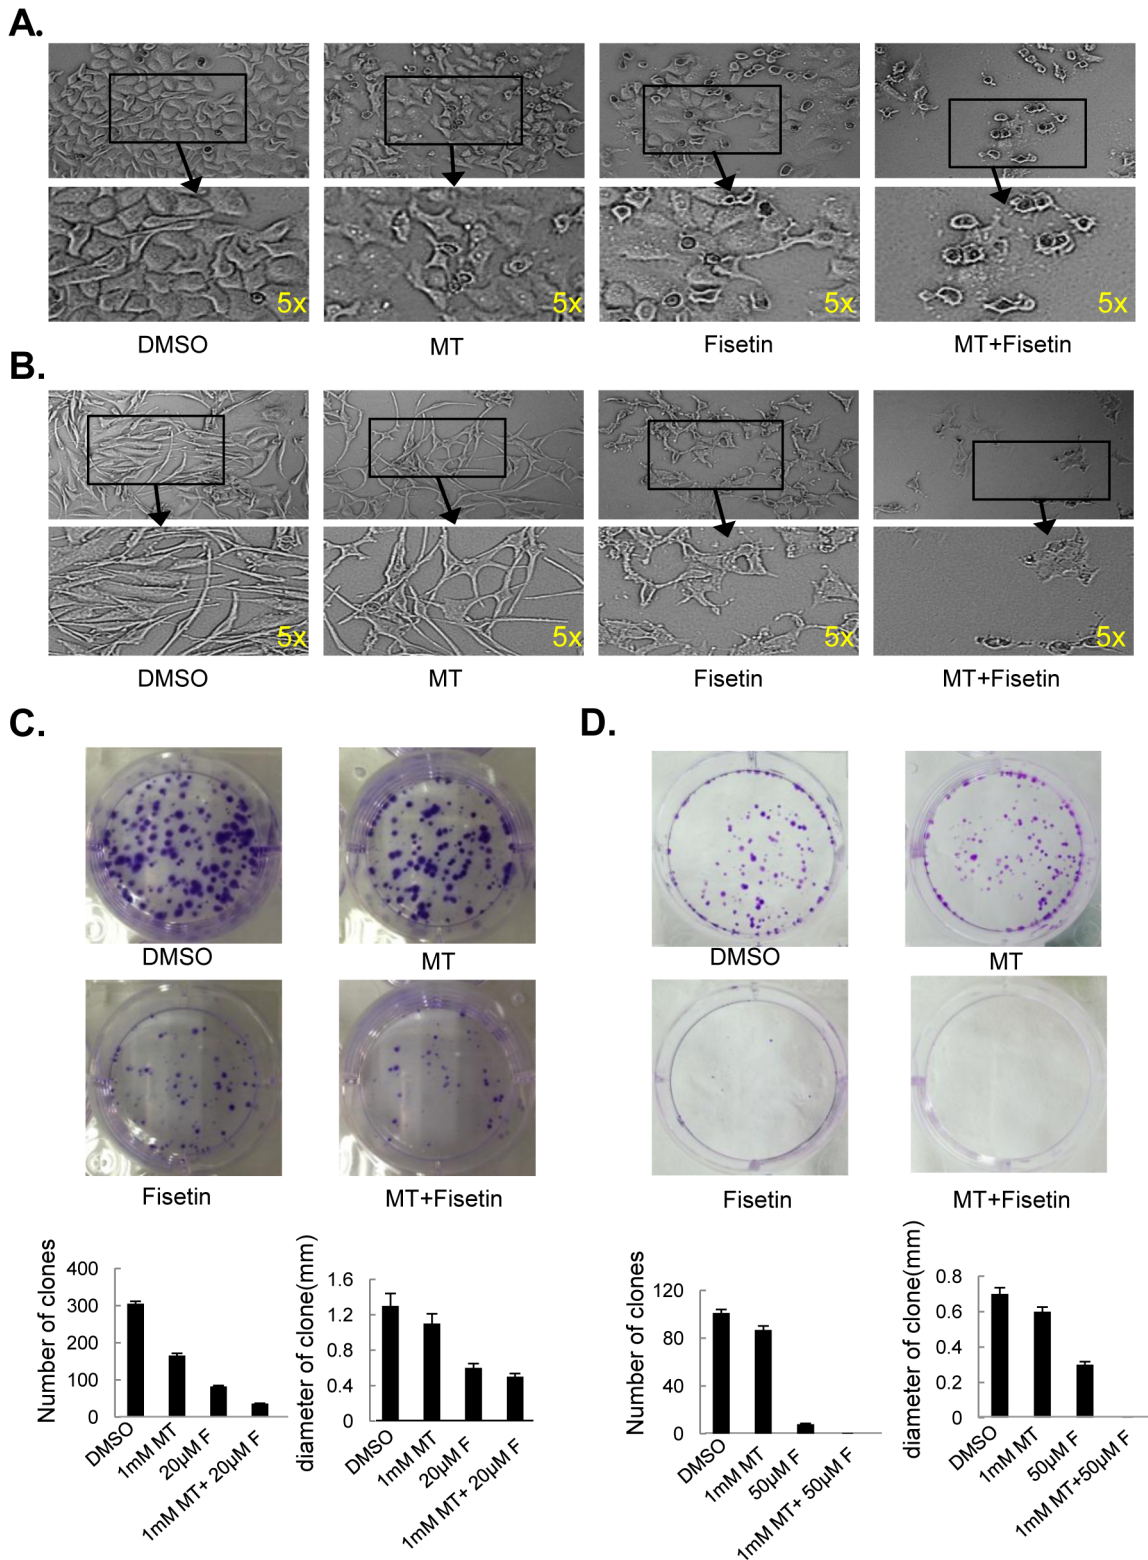 A.
5x
5x
5x
5x
DMSO
MT
Fisetin
MT+Fisetin
B.
5x
5x
5x
5x
DMSO
MT
Fisetin
MT+Fisetin
C.
D.
DMSO
MT
DMSO
MT
Fisetin
MT+Fisetin
Fisetin
MT+Fisetin
Number of clones
400
300
200
100
0
DMSO
1mM MT
20µM F
1mM MT+ 20µM F
diameter of clone(mm)
1.6
1.2
0.8
0.4
0
DMSO
1mM MT
20µM F
1mM MT+ 20µM F
Number of clones
120
80
40
0
DMSO
1mM MT
50µM F
1mM MT+ 50µM F
diameter of clone(mm)
0.8
0.6
0.4
0.2
0
DMSO
1mM MT
50µM F
1mM MT+50µM F